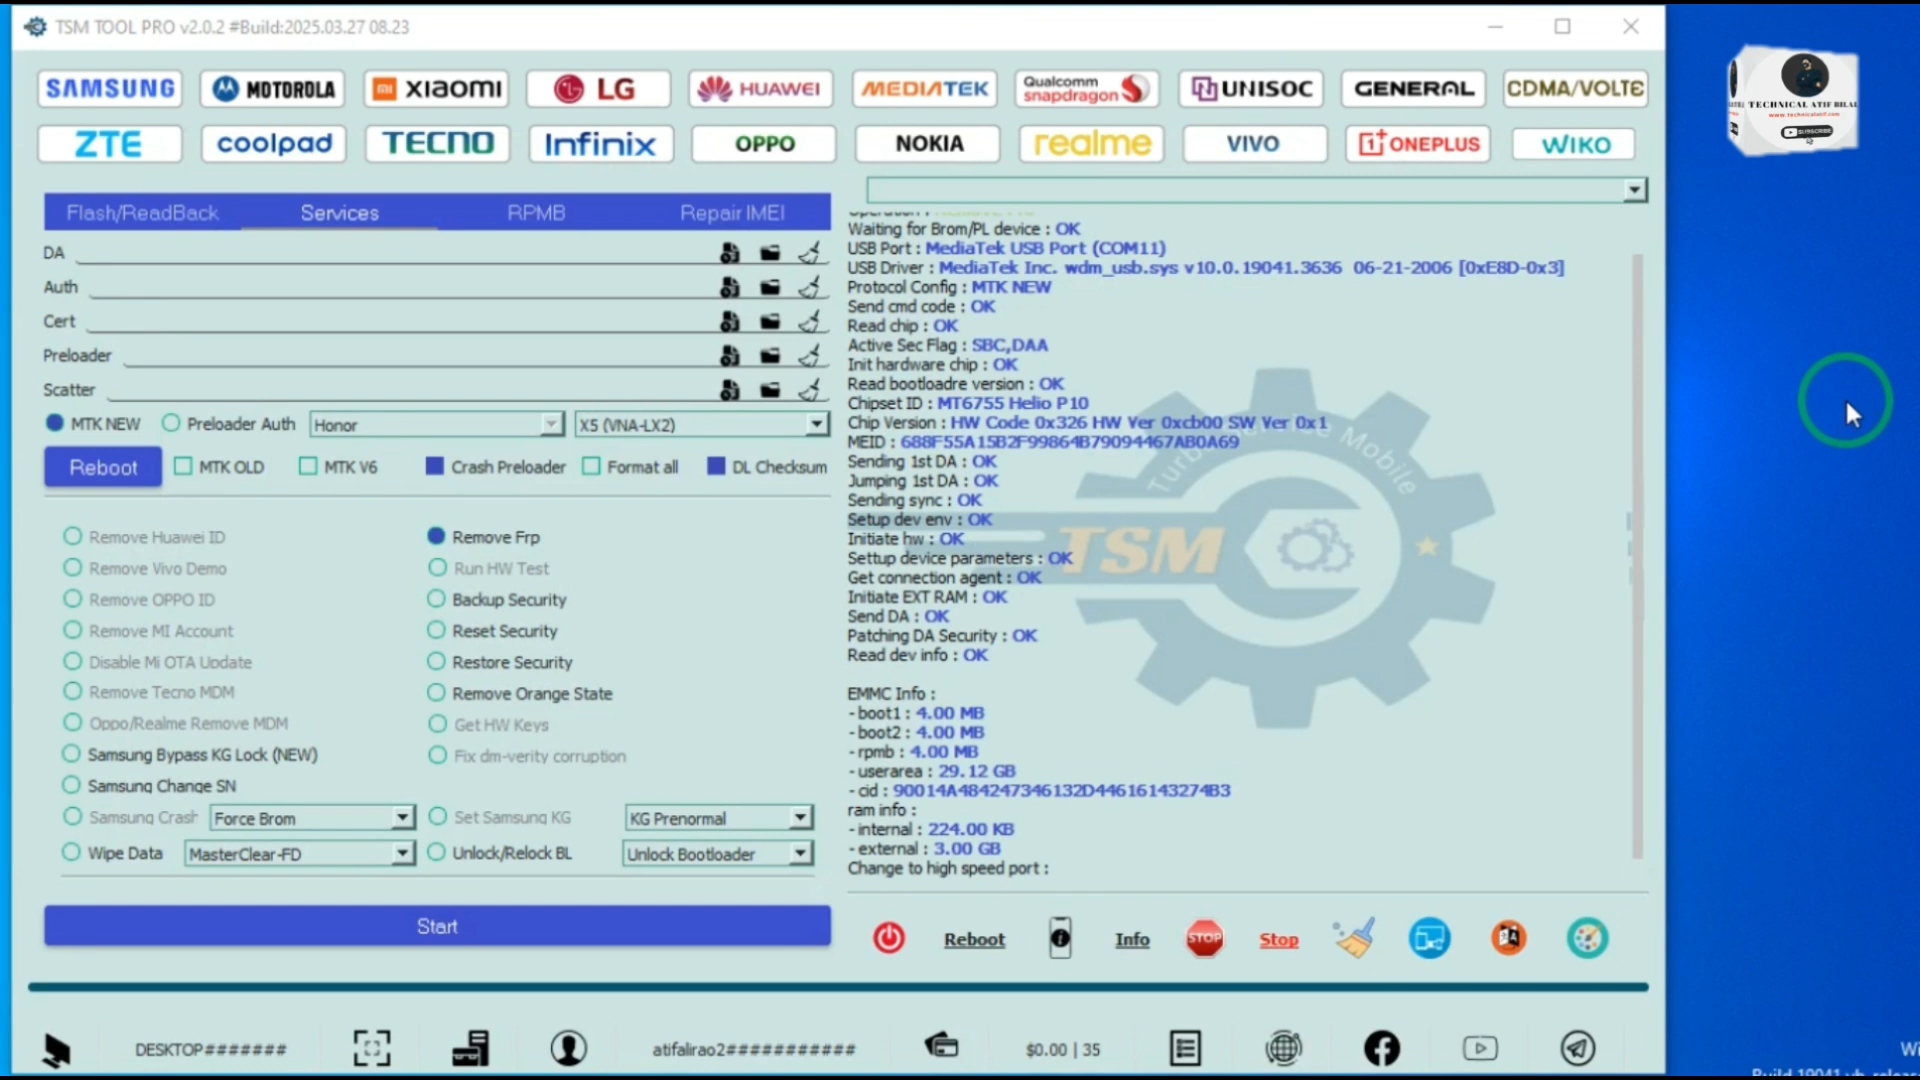 TSM TOOL PRO v2.0.2 #Build:2025.03.27 08.23
SAMSUNG MOTOROLA XIAOMI LG HUAWEI MEDIATEK Qualcomm snapdragon UNISOC GENERAL CDMA/VOLTE
ZTE coolpad TECNO Infinix OPPO NOKIA realme VIVO 1+ ONEPLUS WIKO
TECHNICAL ATIF BILAL
www.technicalatif.com
SUBSCRIBE
Flash/ReadBack Services RPMB Repair IMEI
DA
Auth
Cert
Preloader
Scatter
MTK NEW Preloader Auth Honor X5 (VNA-LX2)
Reboot MTK OLD MTK V6 Crash Preloader Format all DL Checksum
Remove Huawei ID Remove Frp
Remove Vivo Demo Run HW Test
Remove OPPO ID Backup Security
Remove MI Account Reset Security
Disable Mi OTA Update Restore Security
Remove Tecno MDM Remove Orange State
Oppo/Realme Remove MDM Get HW Keys
Samsung Bypass KG Lock (NEW) Fix dm-verity corruption
Samsung Change SN
Samsung Crash Force Brom Set Samsung KG KG Prenormal
Wipe Data MasterClear-FD Unlock/Relock BL Unlock Bootloader
Start
Waiting for Brom/PL device : OK
USB Port : MediaTek USB Port (COM11)
USB Driver : MediaTek Inc. wdm_usb.sys v10.0.19041.3636 06-21-2006 [0xE8D-0x3]
Protocol Config : MTK NEW
Send cmd code : OK
Read chip : OK
Active Sec Flag : SBC,DAA
Init hardware chip : OK
Read bootloadre version : OK
Chipset ID : MT6755 Helio P10
Chip Version : HW Code 0x326 HW Ver 0xcb00 SW Ver 0x1
MEID : 688F55A15B2F99864B79094467AB0A69
Sending 1st DA : OK
Jumping 1st DA : OK
Sending sync : OK
Setup dev env : OK
Initiate hw : OK
Settup device parameters : OK
Get connection agent : OK
Initiate EXT RAM : OK
Send DA : OK
Patching DA Security : OK
Read dev info : OK
EMMC Info :
- boot1 : 4.00 MB
- boot2 : 4.00 MB
- rpmb : 4.00 MB
- userarea : 29.12 GB
- cid : 90014A484247346132D44616143274B3
ram info :
- internal : 224.00 KB
- external : 3.00 GB
Change to high speed port :
TSM
Mobile
Reboot Info STOP Stop
DESKTOP####### atifalirao2########### $0.00 | 35